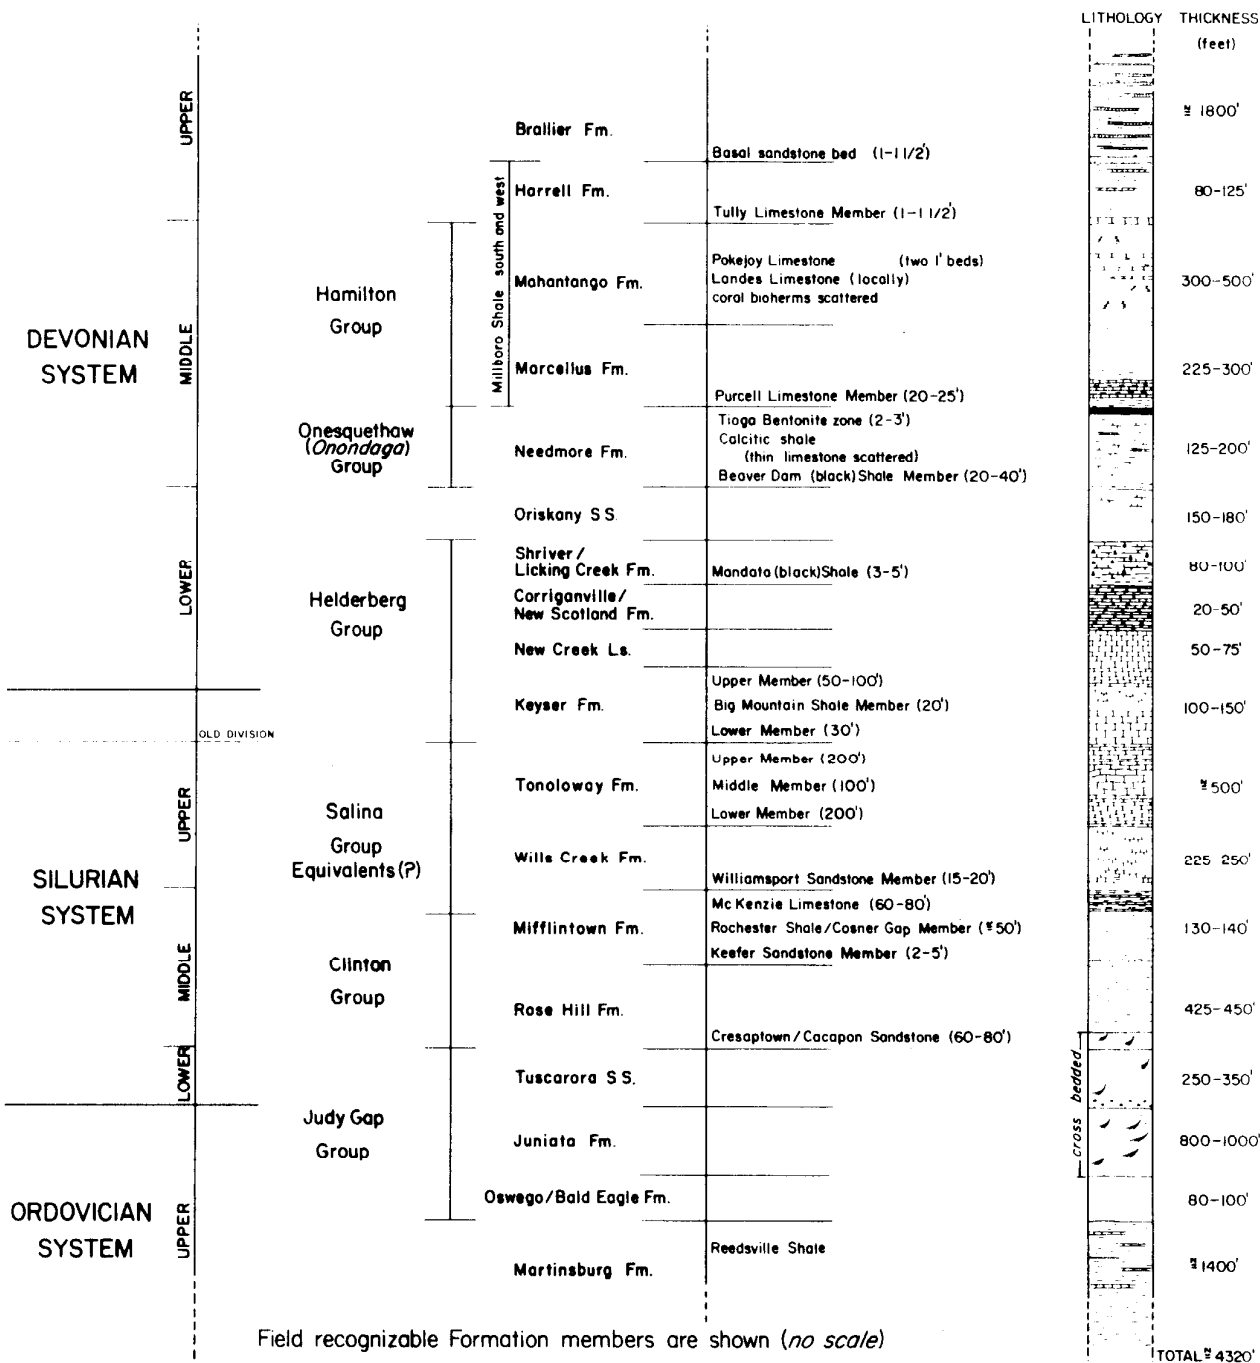 LITHOLOGY THICKNESS
(feet)
UPPER
Brallier Fm.
Basal sandstone bed (1-1 1/2')
≅ 1800'
Millboro Shale south and west
Harrell Fm.
Tully Limestone Member (1-1 1/2')
80-125'
DEVONIAN
SYSTEM
MIDDLE
Hamilton
Group
Mahantango Fm.
Pokejoy Limestone (two 1' beds)
Landes Limestone (locally)
coral bioherms scattered
300-500'
Marcellus Fm.
Purcell Limestone Member (20-25')
225-300'
Onesquethaw
(Onondaga)
Group
Needmore Fm.
Tioga Bentonite zone (2-3')
Calcitic shale
(thin limestone scattered)
Beaver Dam (black) Shale Member (20-40')
125-200'
LOWER
Oriskany S S.
150-180'
Helderberg
Group
Shriver /
Licking Creek Fm.
Mandata (black) Shale (3-5')
80-100'
Corriganville/
New Scotland Fm.
20-50'
New Creek Ls.
50-75'
Keyser Fm.
Upper Member (50-100')
Big Mountain Shale Member (20')
Lower Member (30')
100-150'
OLD DIVISION
SILURIAN
SYSTEM
UPPER
Salina
Group
Equivalents (?)
Tonoloway Fm.
Upper Member (200')
Middle Member (100')
Lower Member (200')
≅ 500'
Wills Creek Fm.
Williamsport Sandstone Member (15-20')
225-250'
MIDDLE
Mifflintown Fm.
Mc Kenzie Limestone (60-80')
Rochester Shale/Cosner Gap Member (≅ 50')
Keefer Sandstone Member (2-5')
130-140'
Clinton
Group
Rose Hill Fm.
Cresaptown/Cacapon Sandstone (60-80')
425-450'
LOWER
Tuscarora S S.
250-350'
cross bedded
Judy Gap
Group
Juniata Fm.
800-1000'
ORDOVICIAN
SYSTEM
UPPER
Oswego/Bald Eagle Fm.
80-100'
Martinsburg Fm.
Reedsville Shale
≅ 1400'
Field recognizable Formation members are shown (no scale)
TOTAL ≅ 4320'